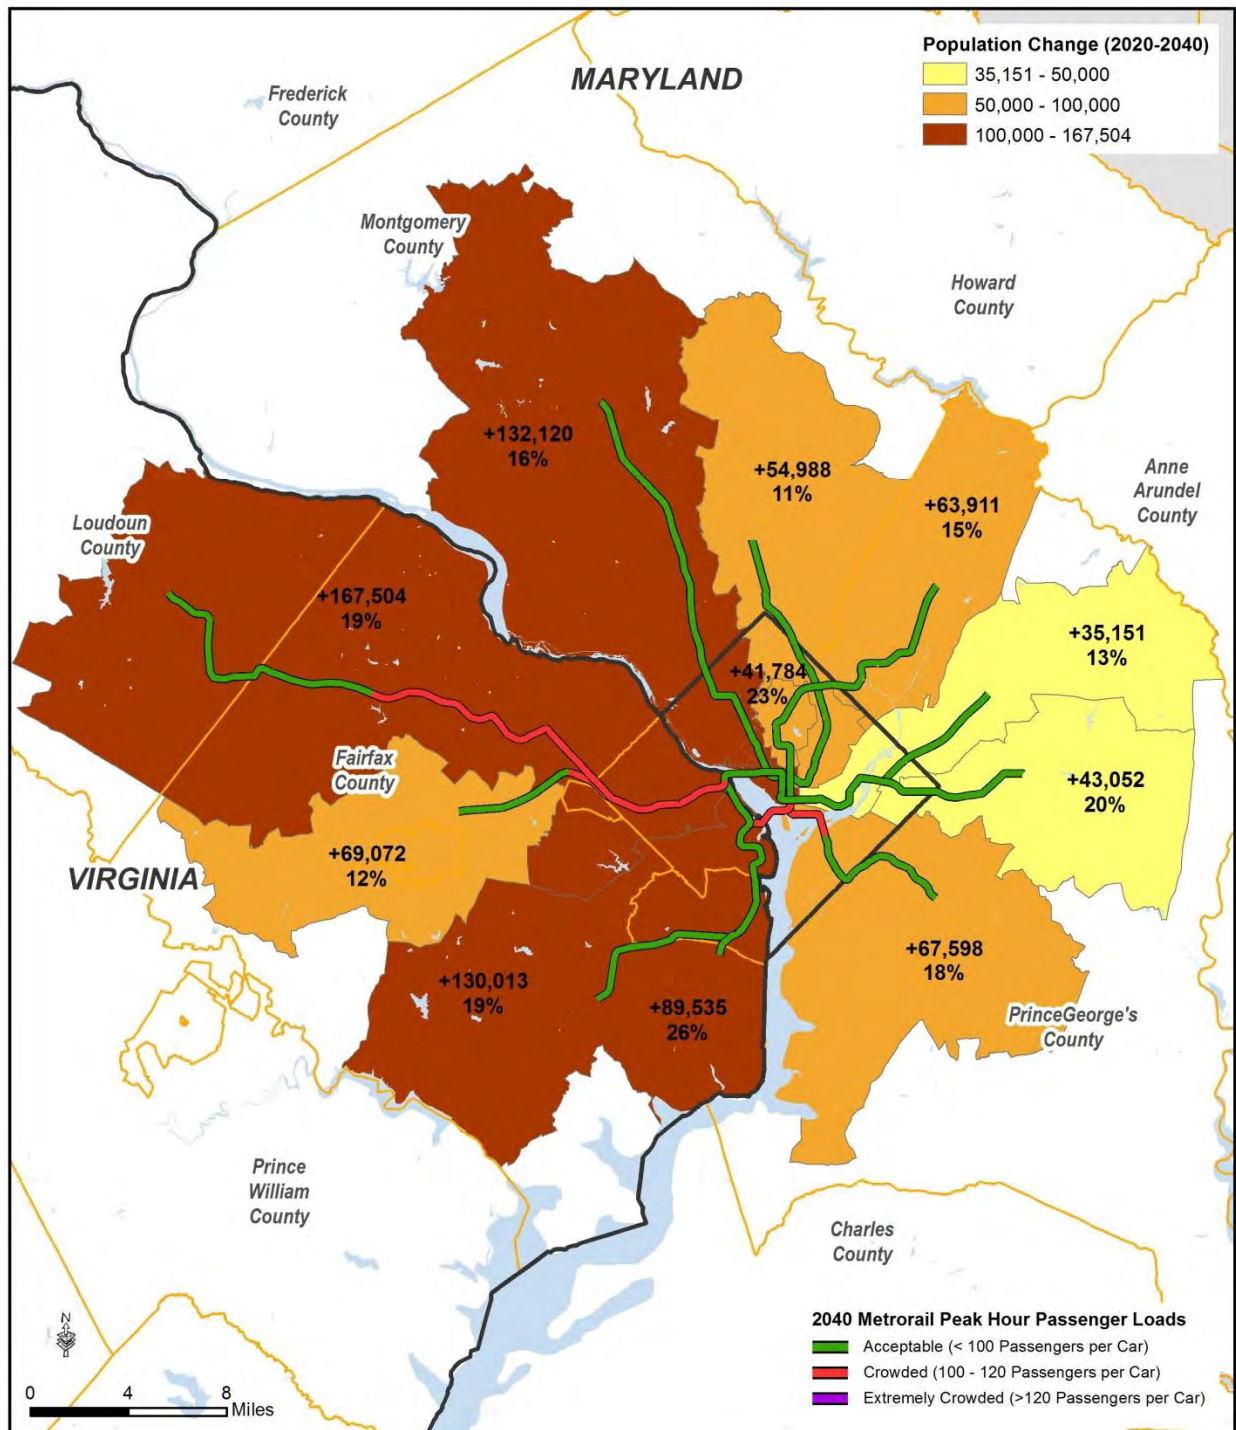 Population Change (2020-2040)
35,151 - 50,000
50,000 - 100,000
100,000 - 167,504
MARYLAND
Frederick
County
Montgomery
County
Howard
County
+132,120
16%
+54,988
11%
+63,911
15%
Anne
Arundel
County
Loudoun
County
+167,504
19%
+35,151
13%
+41,784
23%
Fairfax
County
+43,052
20%
+69,072
12%
VIRGINIA
+67,598
18%
+130,013
19%
+89,535
26%
PrinceGeorge's
County
Prince
William
County
Charles
County
2040 Metrorail Peak Hour Passenger Loads
Acceptable (< 100 Passengers per Car)
Crowded (100 - 120 Passengers per Car)
Extremely Crowded (>120 Passengers per Car)
N
0 4 8
Miles